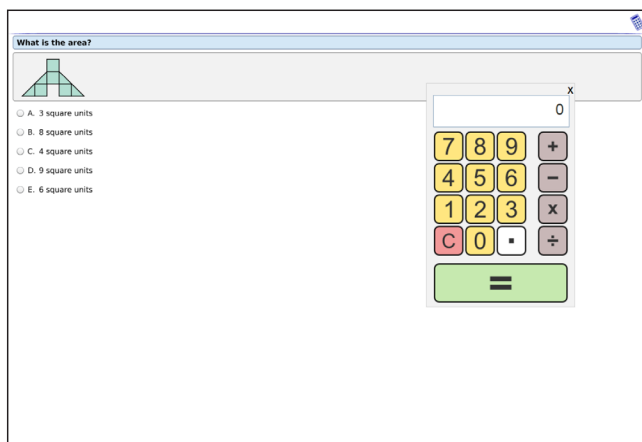 What is the area?
A. 3 square units
B. 8 square units
C. 4 square units
D. 9 square units
E. 6 square units
X
0
7 8 9 +
4 5 6 −
1 2 3 x
C 0 . ÷
=